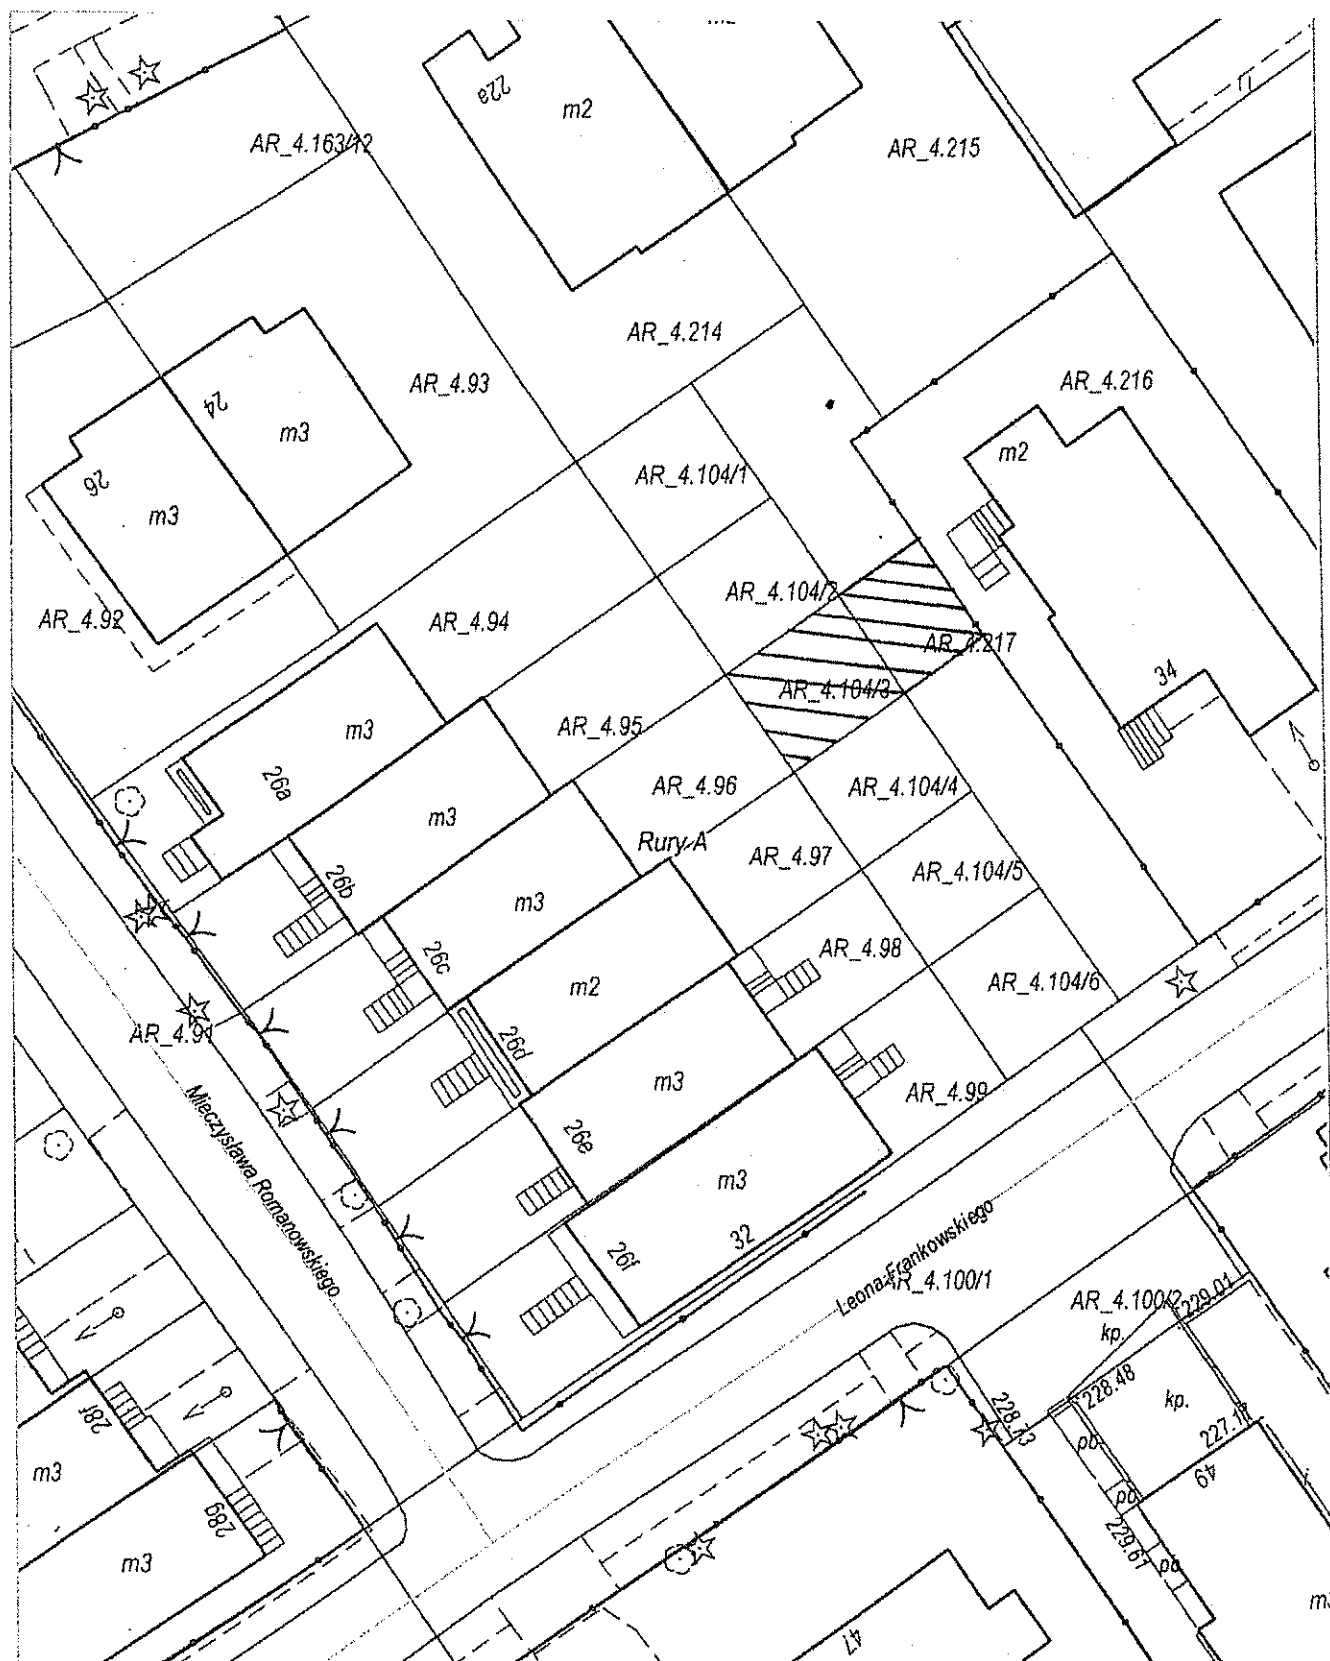 m2
22a
m2
AR_4.163/12
AR_4.215
AR_4.214
AR_4.93
AR_4.216
24
m3
m2
26
m3
AR_4.104/1
AR_4.92
AR_4.94
AR_4.104/2
AR_4.217
34
AR_4.104/3
m3
AR_4.95
26a
AR_4.96
AR_4.104/4
m3
Rury A
AR_4.97
26b
AR_4.104/5
m3
26c
AR_4.98
m2
AR_4.104/6
AR_4.91
26d
m3
AR_4.99
Mieczysława Romanowskiego
26e
m3
32
26f
Leona Frankowskiego
AR_4.100/1
AR_4.100/2
229.01
kp.
228.48
kp.
28f
228.73
227.17
m3
pb
49
28g
pb
229.67
m3
pb
47